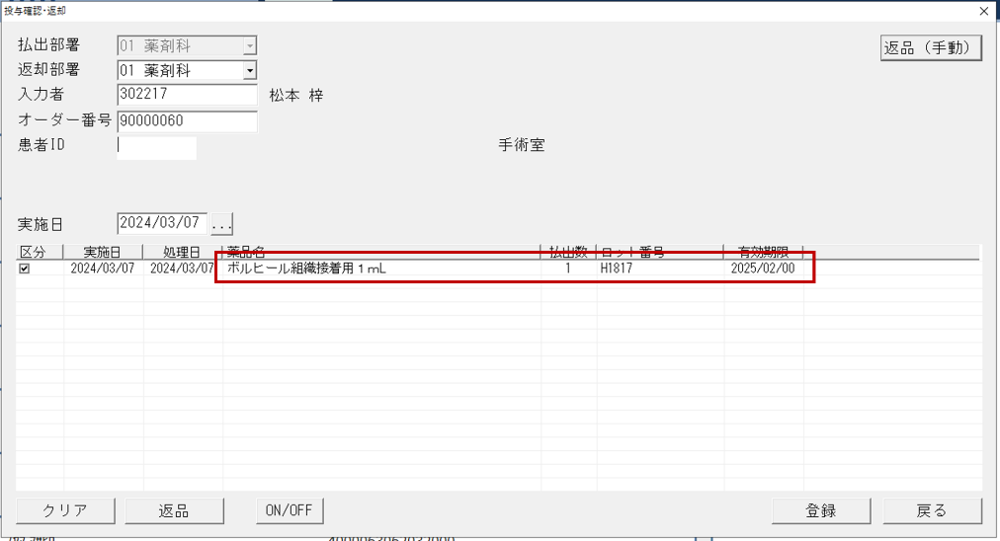 投与確認・返却
払出部署 01 薬剤科
返品（手動）
返却部署 01 薬剤科
入力者 302217 松本 梓
オーダー番号 90000060
患者ID 手術室
実施日 2024/03/07 ...
区分 実施日 処理日 薬品名 払出数 ロット番号 有効期限
2024/03/07 2024/03/07 ボルヒール組織接着用１ｍL 1 H1817 2025/02/00
クリア 返品 ON/OFF 登録 戻る